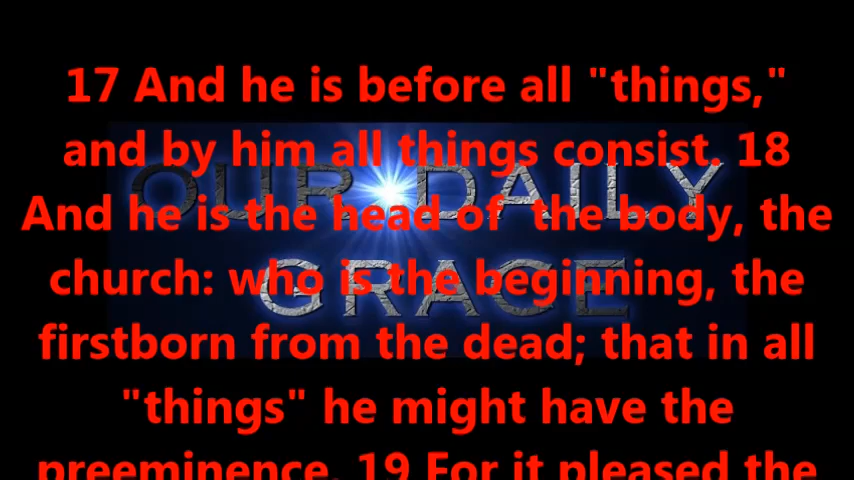 17 And he is before all "things,"
and by him all things consist. 18
And he is the head of  the body, the
church: who is the beginning, the
firstborn from the dead; that in all
"things" he might have the
preeminence. 19 For it pleased the
OUR DAILY
GRACE